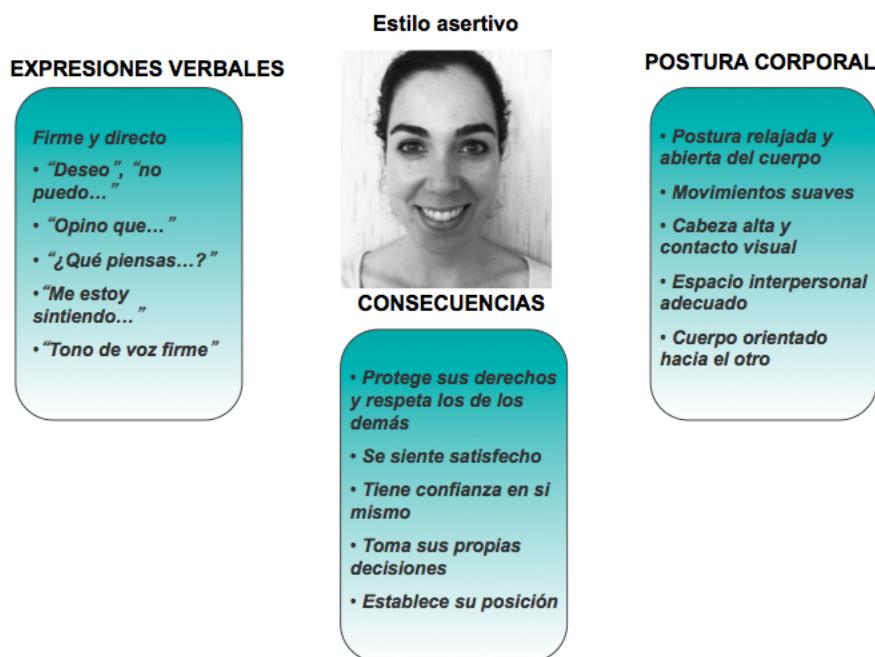 Estilo asertivo
EXPRESIONES VERBALES
Firme y directo
• “Deseo”, “no
puedo…”
• “Opino que…”
• “¿Qué piensas…?”
• “Me estoy
sintiendo…”
• “Tono de voz firme”
CONSECUENCIAS
• Protege sus derechos
y respeta los de los
demás
• Se siente satisfecho
• Tiene confianza en si
mismo
• Toma sus propias
decisiones
• Establece su posición
POSTURA CORPORAL
• Postura relajada y
abierta del cuerpo
• Movimientos suaves
• Cabeza alta y
contacto visual
• Espacio interpersonal
adecuado
• Cuerpo orientado
hacia el otro